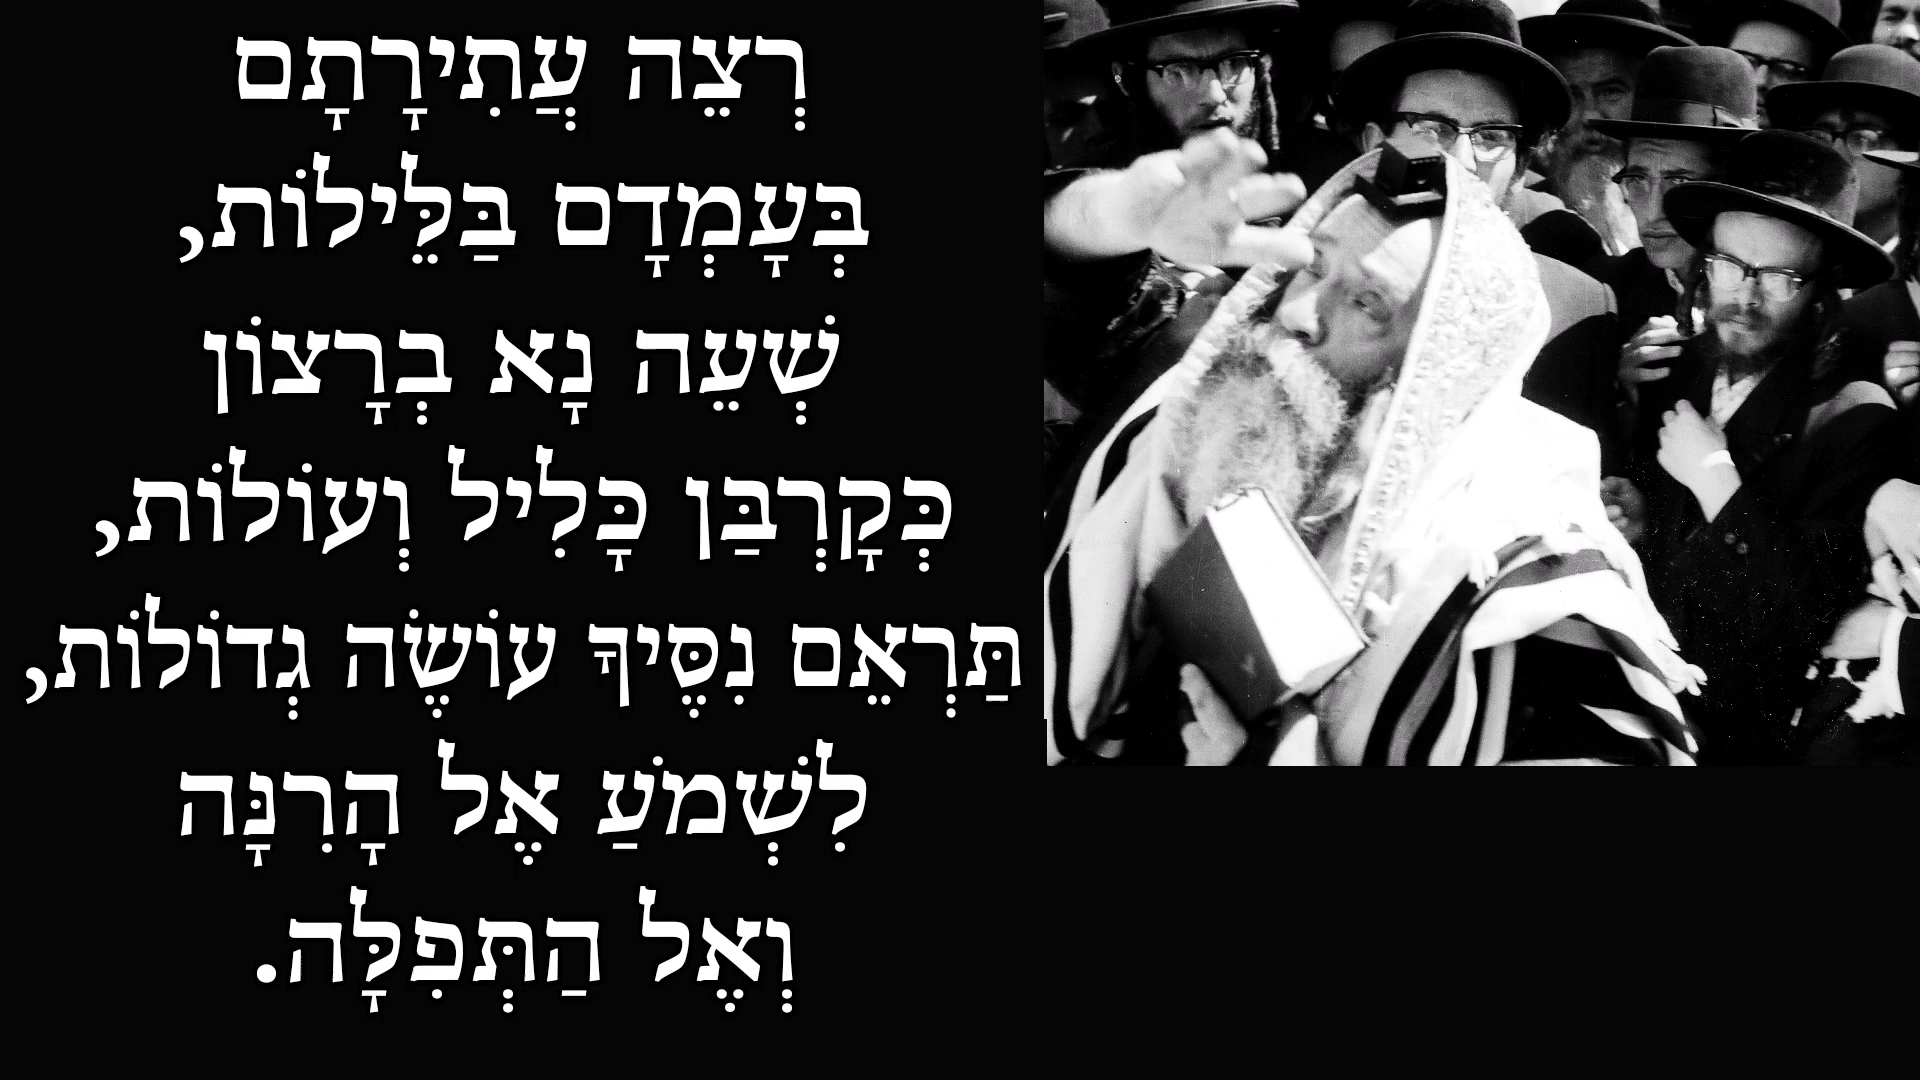 רְצֵה עֲתִירָתָם
בְּעָמְדָם בַּלֵּילוֹת,
שְׁעֵה נָא בְרָצוֹן
כְּקָרְבַּן כָּלִיל וְעוֹלוֹת,
תַּרְאֵם נִסֶּיךָ עוֹשֶׂה גְדוֹלוֹת,
לִשְׁמֹעַ אֶל הָרִנָּה
וְאֶל הַתְּפִלָּה.